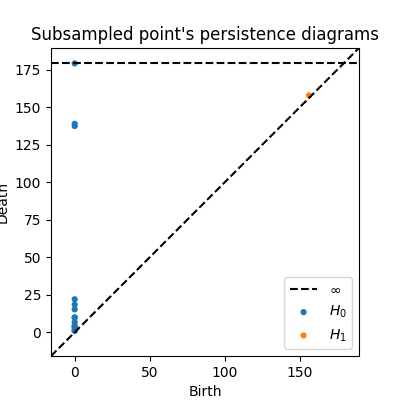 Subsampled point's persistence diagrams
175
150
125
100
75
50
25
0
Death
0 50 100 150
Birth
∞
H₀
H₁